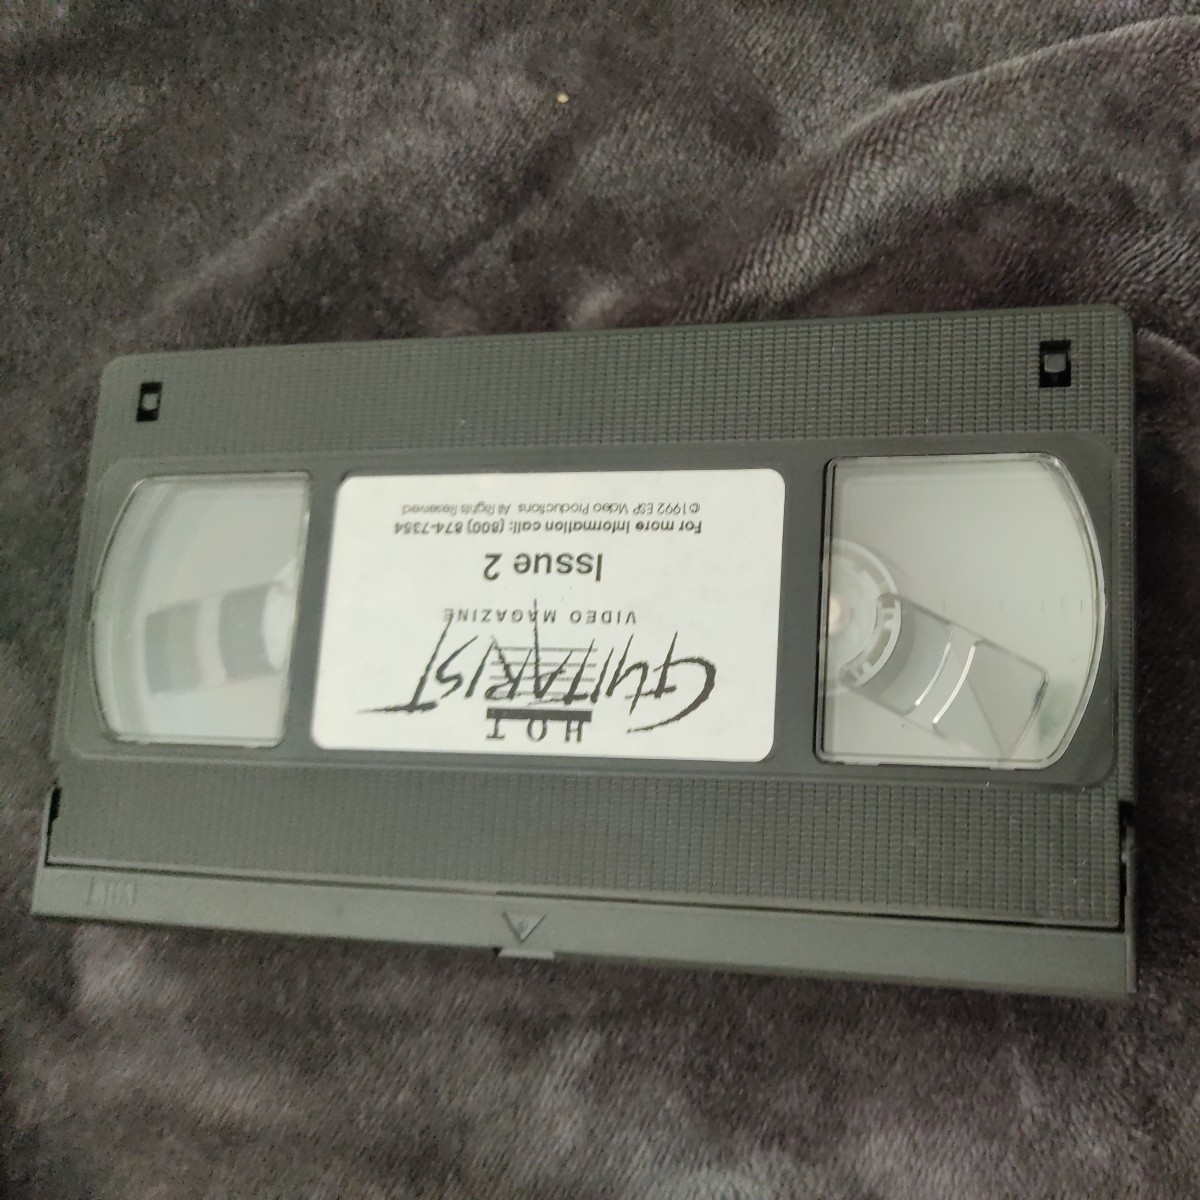 HOT
GUITARIST
VIDEO MAGAZINE
Issue 2
For more information call: (800) 874-7354
©1992 ESP Video Productions All Rights Reserved
VHS